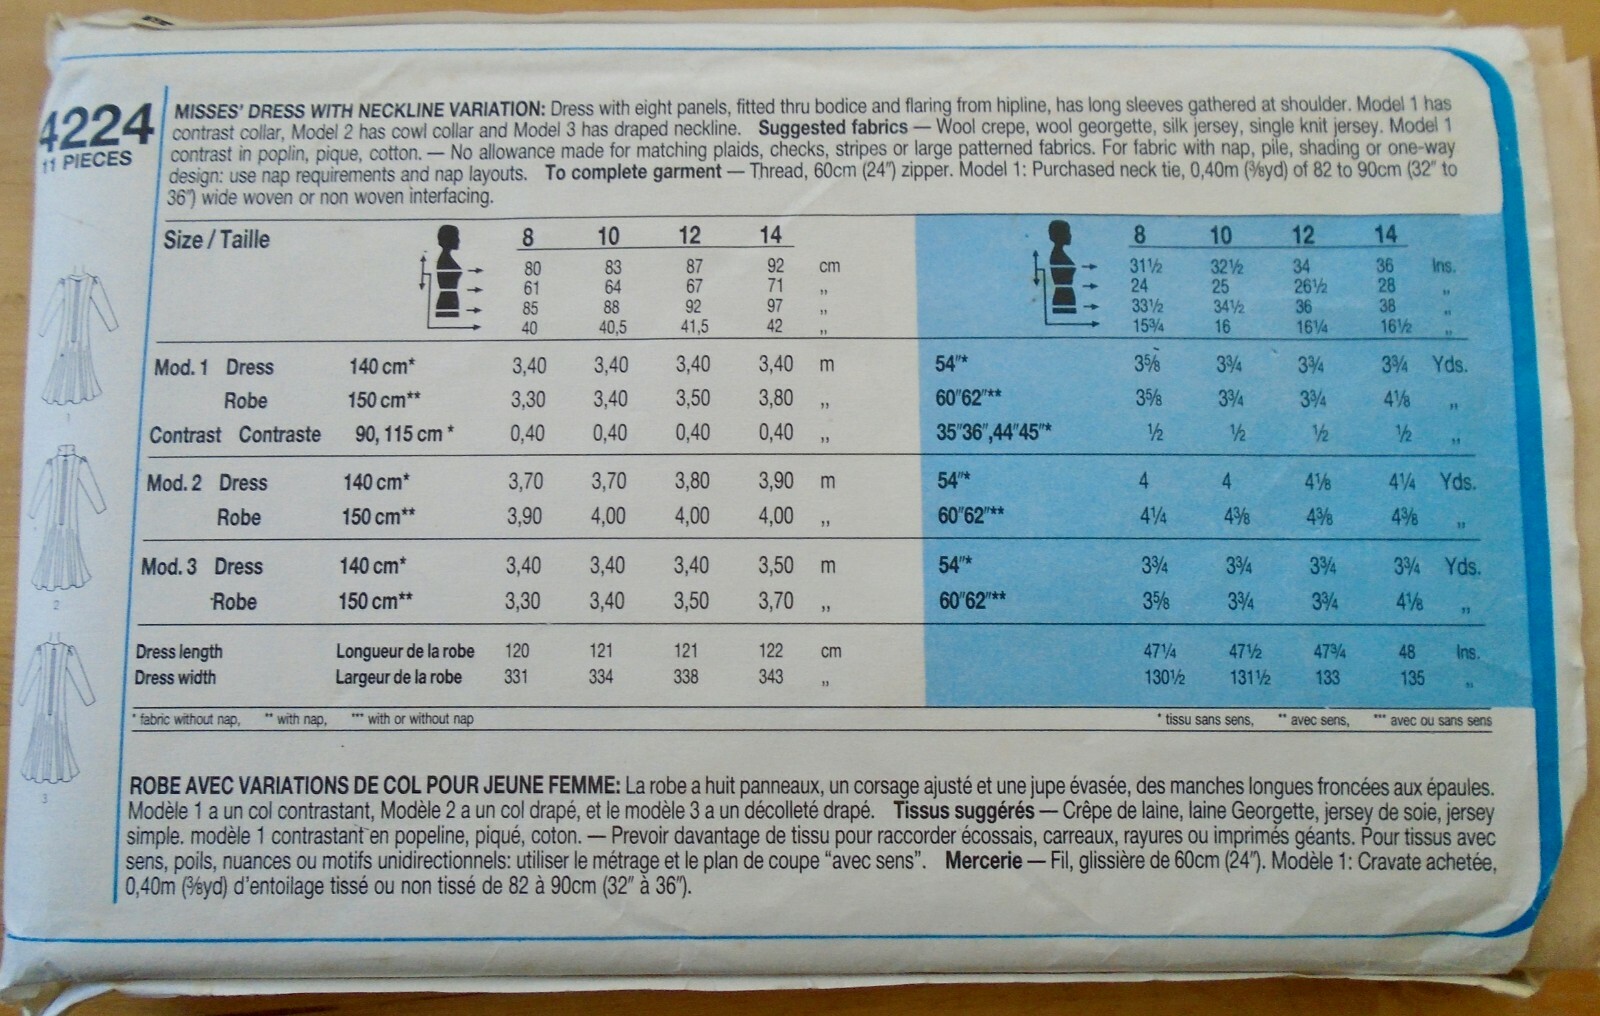 4224
11 PIECES
MISSES' DRESS WITH NECKLINE VARIATION: Dress with eight panels, fitted thru bodice and flaring from hipline, has long sleeves gathered at shoulder. Model 1 has
contrast collar, Model 2 has cowl collar and Model 3 has draped neckline. Suggested fabrics — Wool crepe, wool georgette, silk jersey, single knit jersey. Model 1
contrast in poplin, pique, cotton. — No allowance made for matching plaids, checks, stripes or large patterned fabrics. For fabric with nap, pile, shading or one-way
design: use nap requirements and nap layouts. To complete garment — Thread, 60cm (24") zipper. Model 1: Purchased neck tie, 0,40m (⅜yd) of 82 to 90cm (32" to
36") wide woven or non woven interfacing.
Size / Taille 8 10 12 14 8 10 12 14
80 83 87 92 cm 31½ 32½ 34 36 Ins.
61 64 67 71 ,, 24 25 26½ 28 ,,
85 88 92 97 ,, 33½ 34½ 36 38 ,,
40 40,5 41,5 42 ,, 15¾ 16 16¼ 16½ ,,
Mod. 1 Dress 140 cm* 3,40 3,40 3,40 3,40 m 54"* 3⅝ 3¾ 3¾ 3¾ Yds.
Robe 150 cm** 3,30 3,40 3,50 3,80 ,, 60"62"** 3⅝ 3¾ 3¾ 4⅛ ,,
Contrast Contraste 90, 115 cm * 0,40 0,40 0,40 0,40 ,, 35"36",44"45"* ½ ½ ½ ½ ,,
Mod. 2 Dress 140 cm* 3,70 3,70 3,80 3,90 m 54"* 4 4 4⅛ 4¼ Yds.
Robe 150 cm** 3,90 4,00 4,00 4,00 ,, 60"62"** 4¼ 4⅜ 4⅜ 4⅜ ,,
Mod. 3 Dress 140 cm* 3,40 3,40 3,40 3,50 m 54"* 3¾ 3¾ 3¾ 3¾ Yds.
Robe 150 cm** 3,30 3,40 3,50 3,70 ,, 60"62"** 3⅝ 3¾ 3¾ 4⅛ ,,
Dress length Longueur de la robe 120 121 121 122 cm 47¼ 47½ 47¾ 48 Ins.
Dress width Largeur de la robe 331 334 338 343 ,, 130½ 131½ 133 135 ,,
* fabric without nap, ** with nap, *** with or without nap * tissu sans sens, ** avec sens, *** avec ou sans sens
1
2
3
ROBE AVEC VARIATIONS DE COL POUR JEUNE FEMME: La robe a huit panneaux, un corsage ajusté et une jupe évasée, des manches longues froncées aux épaules.
Modèle 1 a un col contrastant, Modèle 2 a un col drapé, et le modèle 3 a un décolleté drapé. Tissus suggérés — Crêpe de laine, laine Georgette, jersey de soie, jersey
simple. modèle 1 contrastant en popeline, piqué, coton. — Prevoir davantage de tissu pour raccorder écossais, carreaux, rayures ou imprimés géants. Pour tissus avec
sens, poils, nuances ou motifs unidirectionnels: utiliser le métrage et le plan de coupe "avec sens". Mercerie — Fil, glissière de 60cm (24"). Modèle 1: Cravate achetée,
0,40m (⅜yd) d'entoilage tissé ou non tissé de 82 à 90cm (32" à 36").